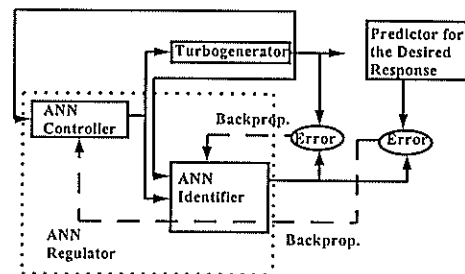 Turbogenerator
Predictor for
the Desired
Response
ANN
Controller
Backprop.
Error
Error
ANN
Identifier
ANN
Regulator
Backprop.